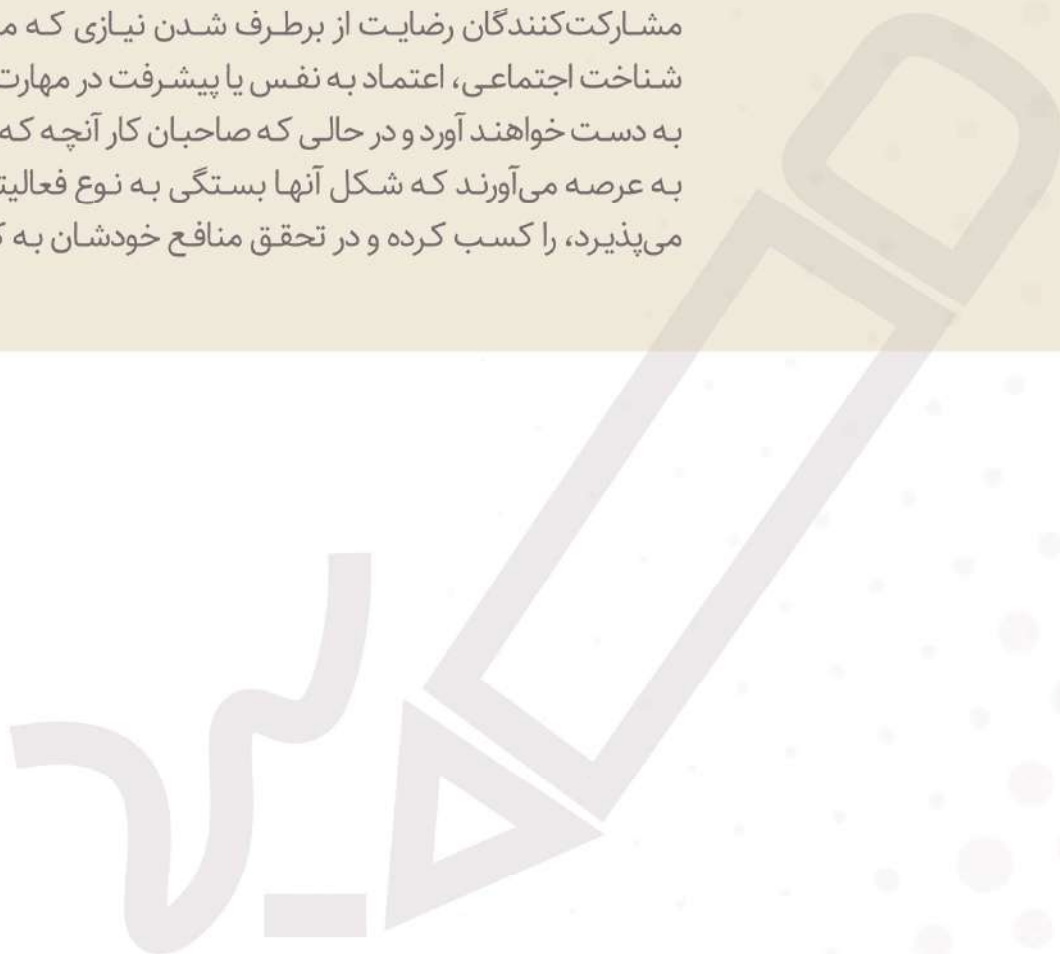 مشارکت‌کنندگان رضایت از برطرف شدن نیازی که
شناخت اجتماعی، اعتماد به نفس یا پیشرفت در مهارت
به دست خواهند آورد و در حالی که صاحبان کار آنچه که
به عرصه می‌آورند که شکل آنها بستگی به نوع
می‌پذیرد، را کسب کرده و در تحقق منافع خودشان به